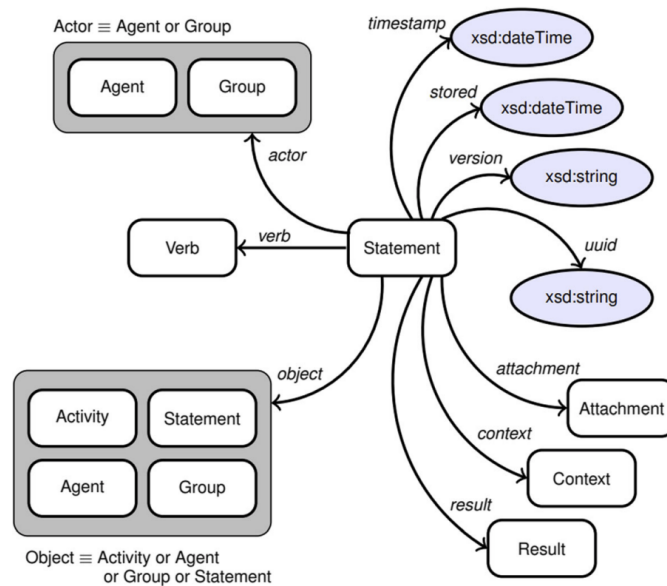 Actor ≡ Agent or Group
Agent
Group
timestamp
xsd:dateTime
stored
xsd:dateTime
version
xsd:string
actor
Verb
verb
Statement
uuid
xsd:string
object
Activity
Statement
Agent
Group
attachment
Attachment
context
Context
result
Result
Object ≡ Activity or Agent
or Group or Statement